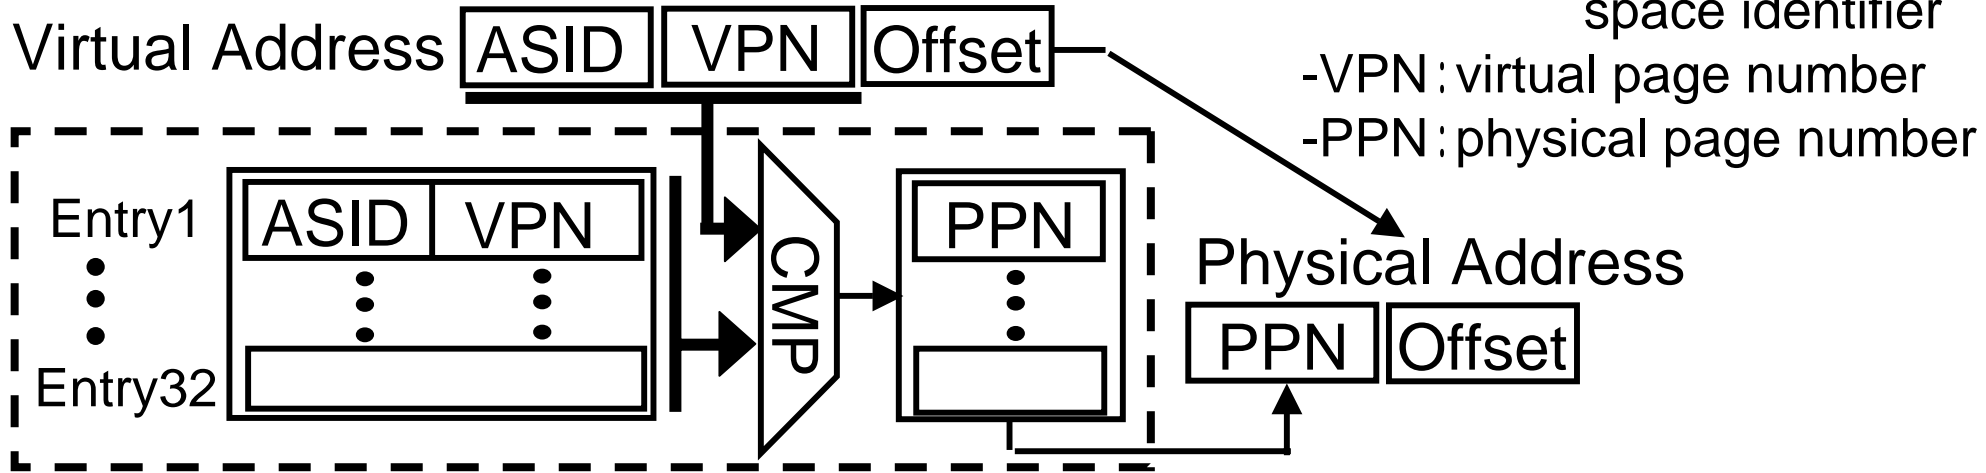 space identifier
Virtual Address ASID VPN Offset
-VPN: virtual page number
-PPN: physical page number
Entry1 ASID VPN PPN
CMP
Physical Address
PPN Offset
Entry32